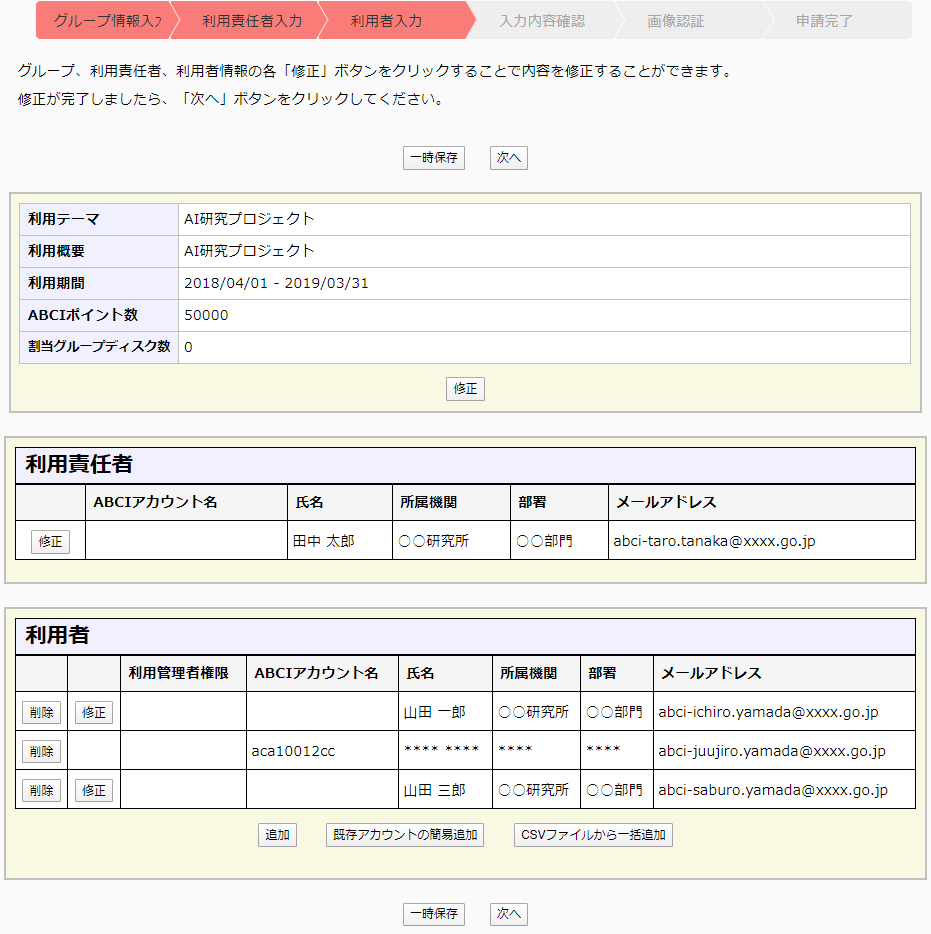 グループ情報入力 利用責任者入力 利用者入力 入力内容確認 画像認証 申請完了
グループ、利用責任者、利用者情報の各「修正」ボタンをクリックすることで内容を修正することができます。
修正が完了しましたら、「次へ」ボタンをクリックしてください。
一時保存 次へ
利用テーマ AI研究プロジェクト
利用概要 AI研究プロジェクト
利用期間 2018/04/01 - 2019/03/31
ABCIポイント数 50000
割当グループディスク数 0
修正
利用責任者
ABCIアカウント名 氏名 所属機関 部署 メールアドレス
修正 田中 太郎 〇〇研究所 〇〇部門 abci-taro.tanaka@xxxx.go.jp
利用者
利用管理者権限 ABCIアカウント名 氏名 所属機関 部署 メールアドレス
削除 修正 山田 一郎 〇〇研究所 〇〇部門 abci-ichiro.yamada@xxxx.go.jp
削除 aca10012cc **** **** **** **** abci-juujiro.yamada@xxxx.go.jp
削除 修正 山田 三郎 〇〇研究所 〇〇部門 abci-saburo.yamada@xxxx.go.jp
追加 既存アカウントの簡易追加 CSVファイルから一括追加
一時保存 次へ